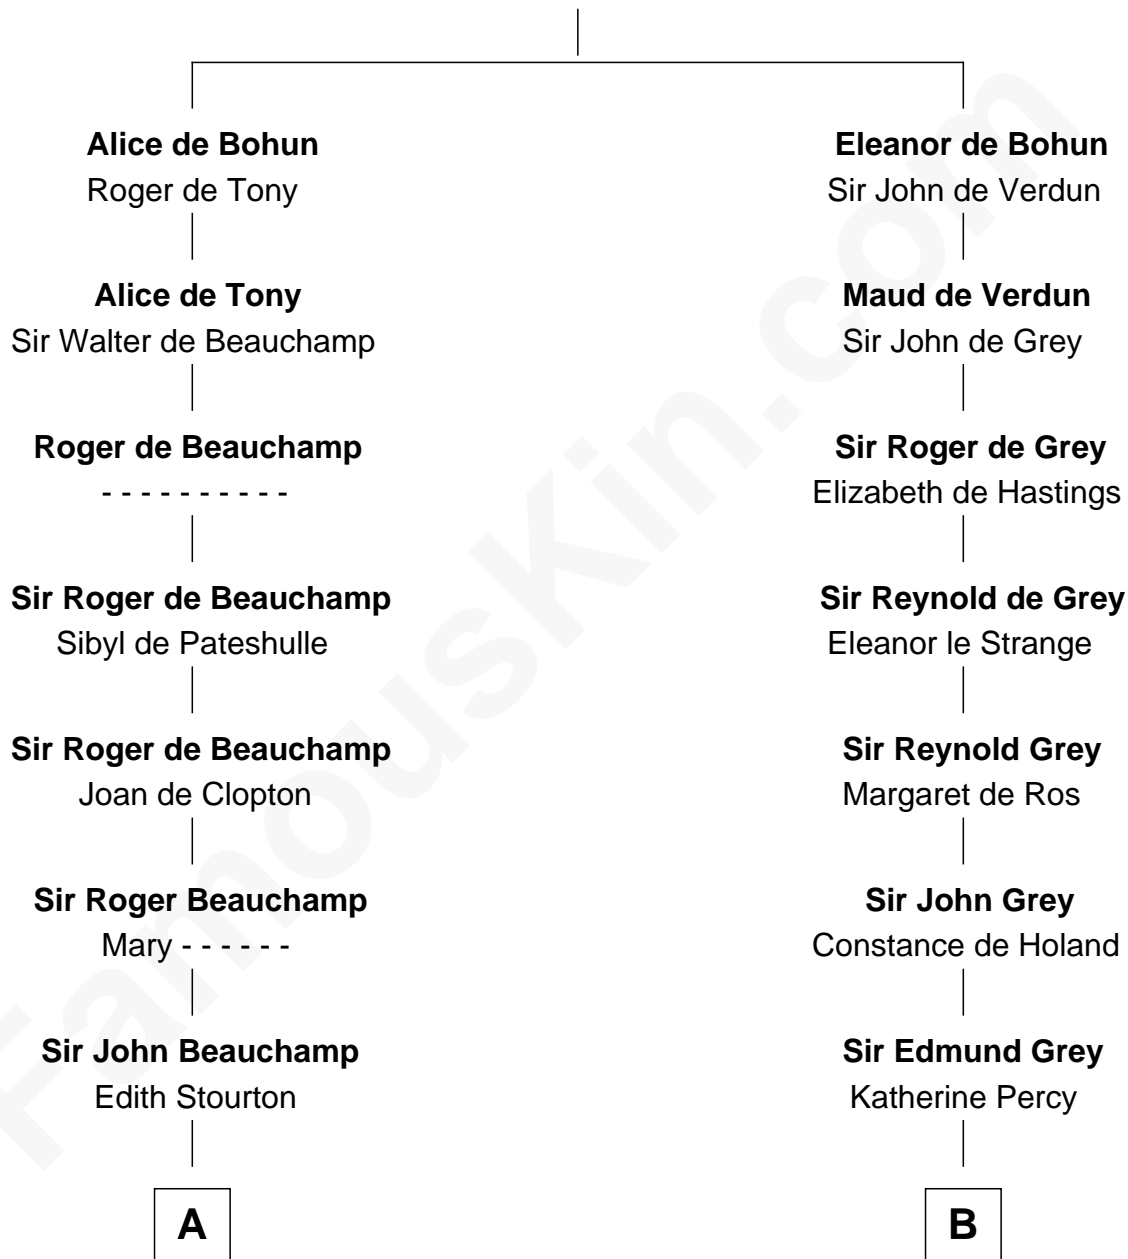 Alice de Bohun
Roger de Tony
Alice de Tony
Sir Walter de Beauchamp
Roger de Beauchamp
- - - - - - - - - -
Sir Roger de Beauchamp
Sibyl de Pateshulle
Sir Roger de Beauchamp
Joan de Clopton
Sir Roger Beauchamp
Mary - - - - - -
Sir John Beauchamp
Edith Stourton
A
Eleanor de Bohun
Sir John de Verdun
Maud de Verdun
Sir John de Grey
Sir Roger de Grey
Elizabeth de Hastings
Sir Reynold de Grey
Eleanor le Strange
Sir Reynold Grey
Margaret de Ros
Sir John Grey
Constance de Holand
Sir Edmund Grey
Katherine Percy
B
FamousKin.com